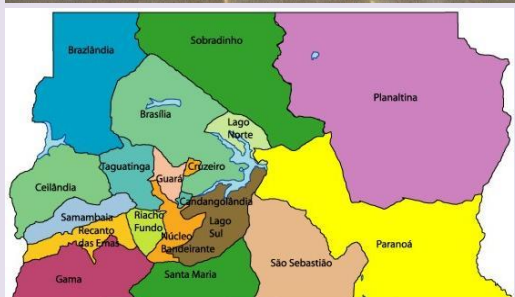 Brazlândia
Sobradinho
Planaltina
Brasília
Lago
Norte
Taguatinga
Guará
Cruzeiro
Ceilândia
Candangolândia
Samambaia
Riacho
Fundo
Recanto
das Emas
Núcleo
Bandeirante
Lago
Sul
Paranoá
São Sebastião
Gama
Santa Maria